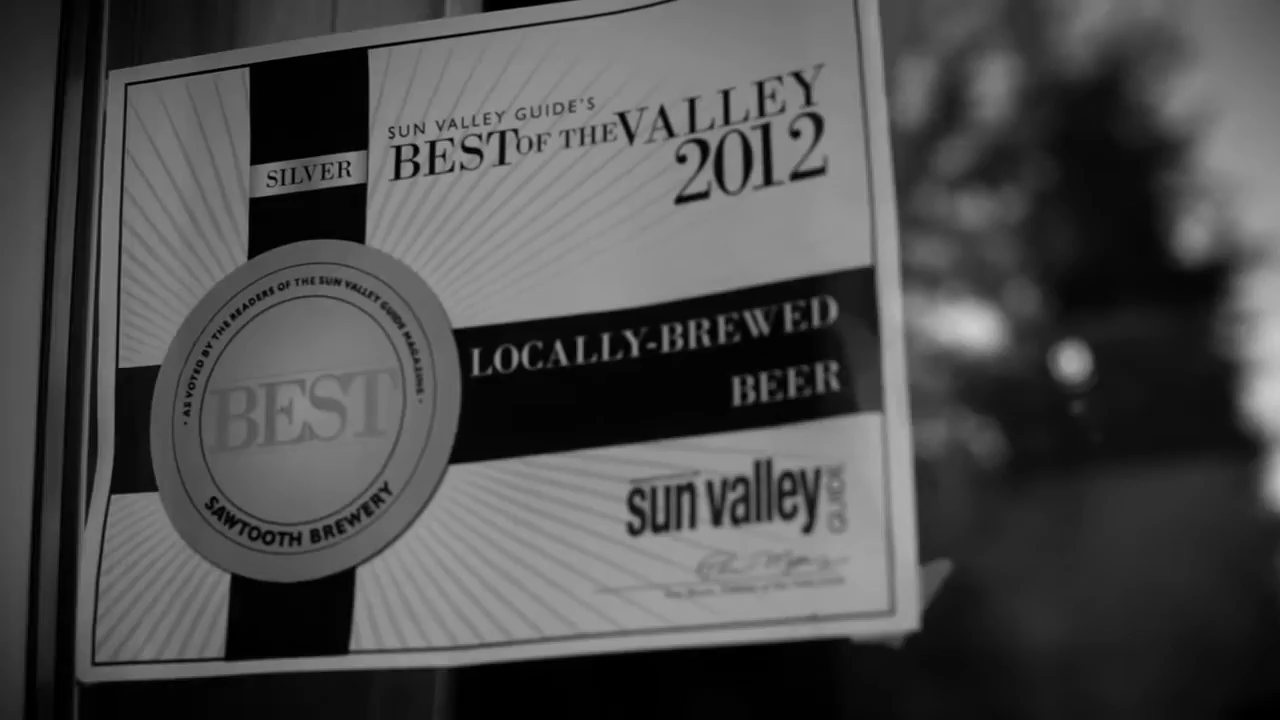 SUN VALLEY GUIDE'S
BEST OF THE VALLEY
2012
SILVER
· AS VOTED BY THE READERS OF THE SUN VALLEY GUIDE MAGAZINE ·
BEST
SAWTOOTH BREWERY
LOCALLY-BREWED
BEER
sun valley
GUIDE